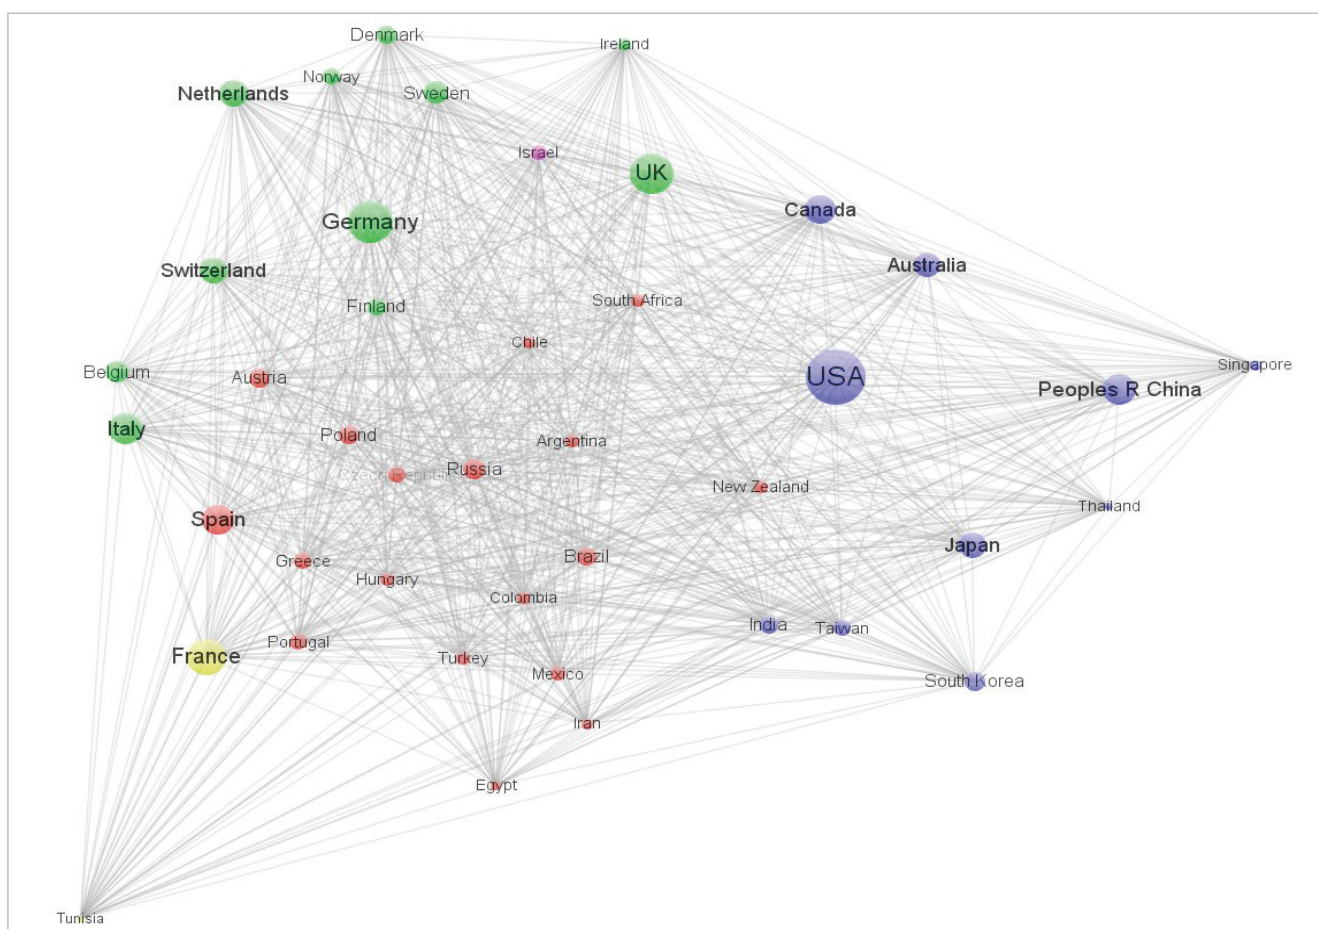 Denmark
Ireland
Norway
Netherlands
Sweden
Israel
UK
Canada
Germany
Australia
Switzerland
South Africa
Finland
Chile
Singapore
Belgium
Austria
USA
Peoples R China
Italy
Poland
Argentina
Russia
Czech Republic
New Zealand
Thailand
Spain
Japan
Brazil
Greece
Hungary
Colombia
India
Taiwan
Portugal
France
Turkey
Mexico
South Korea
Iran
Egypt
Tunisia